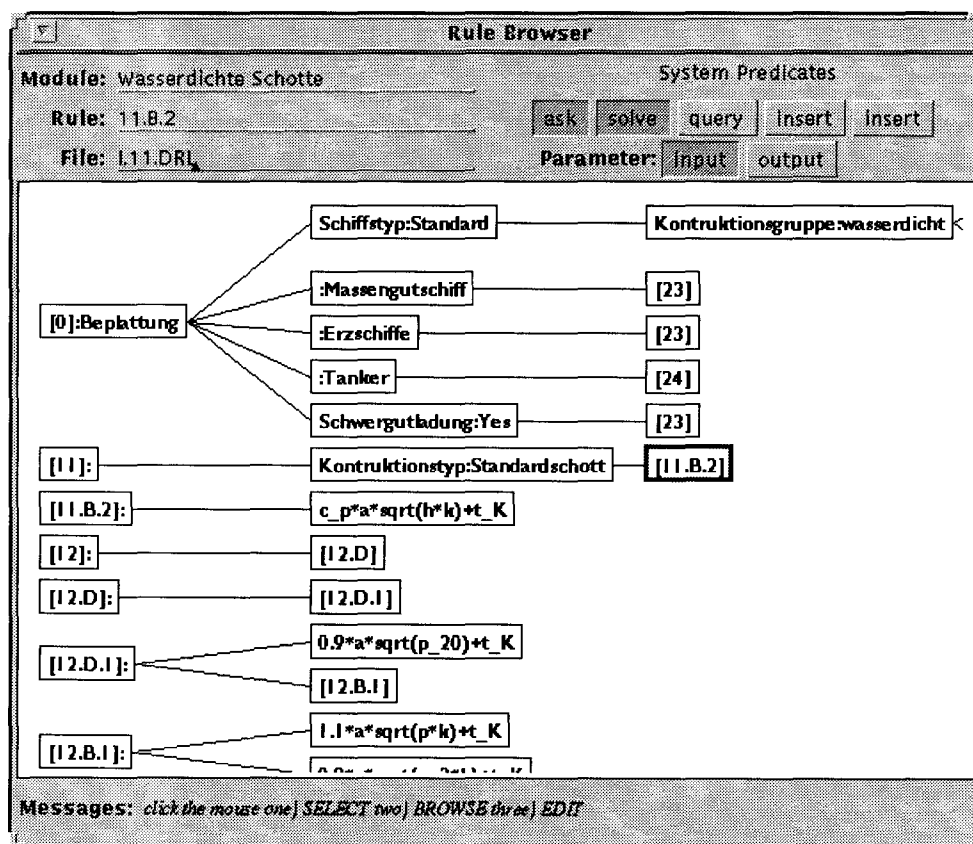 Rule Browser
Module: Wasserdichte Schotte
System Predicates
Rule: 11.B.2
ask solve query insert insert
File: I.11.DRL
Parameter: input output
Schiffstyp:Standard Kontruktionsgruppe:wasserdicht
:Massengutschiff [23]
[0]:Beplattung
:Erzschiffe [23]
:Tanker [24]
Schwergutladung:Yes [23]
[11]: Kontruktionstyp:Standardschott [11.B.2]
[11.B.2]: c_p*a*sqrt(h*k)+t_K
[12]: [12.D]
[12.D]: [12.D.1]
0.9*a*sqrt(p_20)+t_K
[12.D.1]:
[12.B.1]
1.1*a*sqrt(p*k)+t_K
[12.B.1]:
Messages: click the mouse one] SELECT two] BROWSE three] EDIT